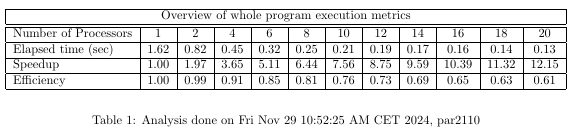 Overview of whole program execution metrics
Number of Processors 1 2 4 6 8 10 12 14 16 18 20
Elapsed time (sec) 1.62 0.82 0.45 0.32 0.25 0.21 0.19 0.17 0.16 0.14 0.13
Speedup 1.00 1.97 3.65 5.11 6.44 7.56 8.75 9.59 10.39 11.32 12.15
Efficiency 1.00 0.99 0.91 0.85 0.81 0.76 0.73 0.69 0.65 0.63 0.61
Table 1: Analysis done on Fri Nov 29 10:52:25 AM CET 2024, par2110